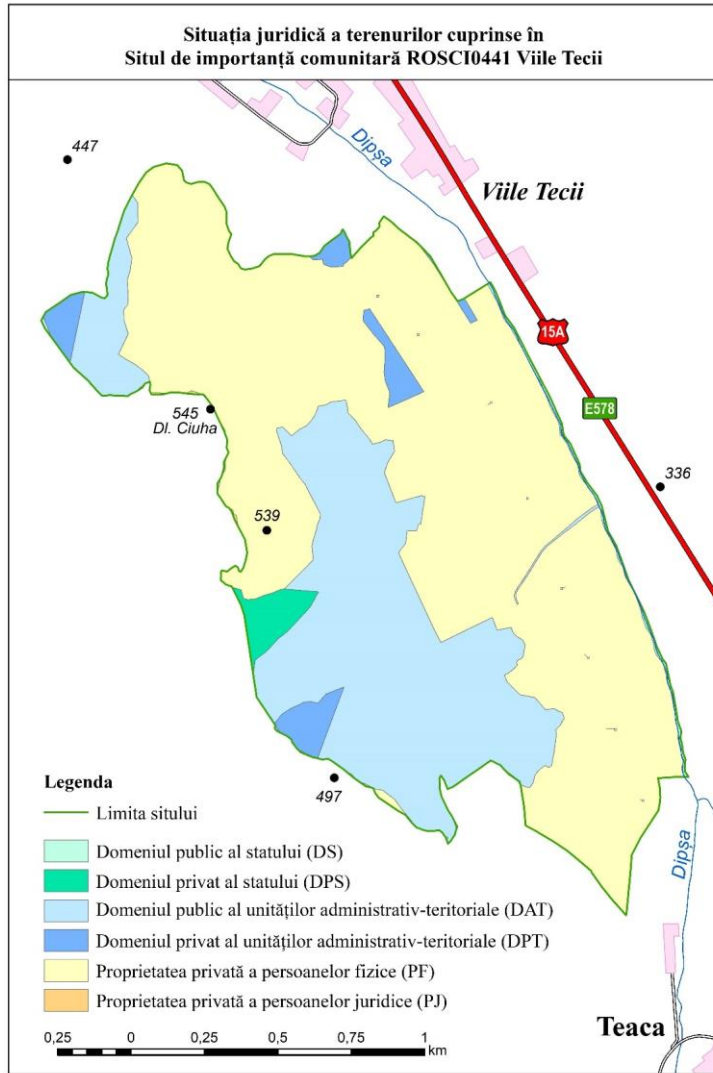 Situația juridică a terenurilor cuprinse în
Situl de importanță comunitară ROSCI0441 Viile Tecii
447
Dipșa
Viile Tecii
15A
E578
545
Dl. Ciuha
336
539
497
Legenda
Limita sitului
Domeniul public al statului (DS)
Domeniul privat al statului (DPS)
Domeniul public al unităților administrativ-teritoriale (DAT)
Domeniul privat al unităților administrativ-teritoriale (DPT)
Proprietatea privată a persoanelor fizice (PF)
Proprietatea privată a persoanelor juridice (PJ)
0,25 0 0,25 0,5 0,75 1
km
Dipșa
Teaca